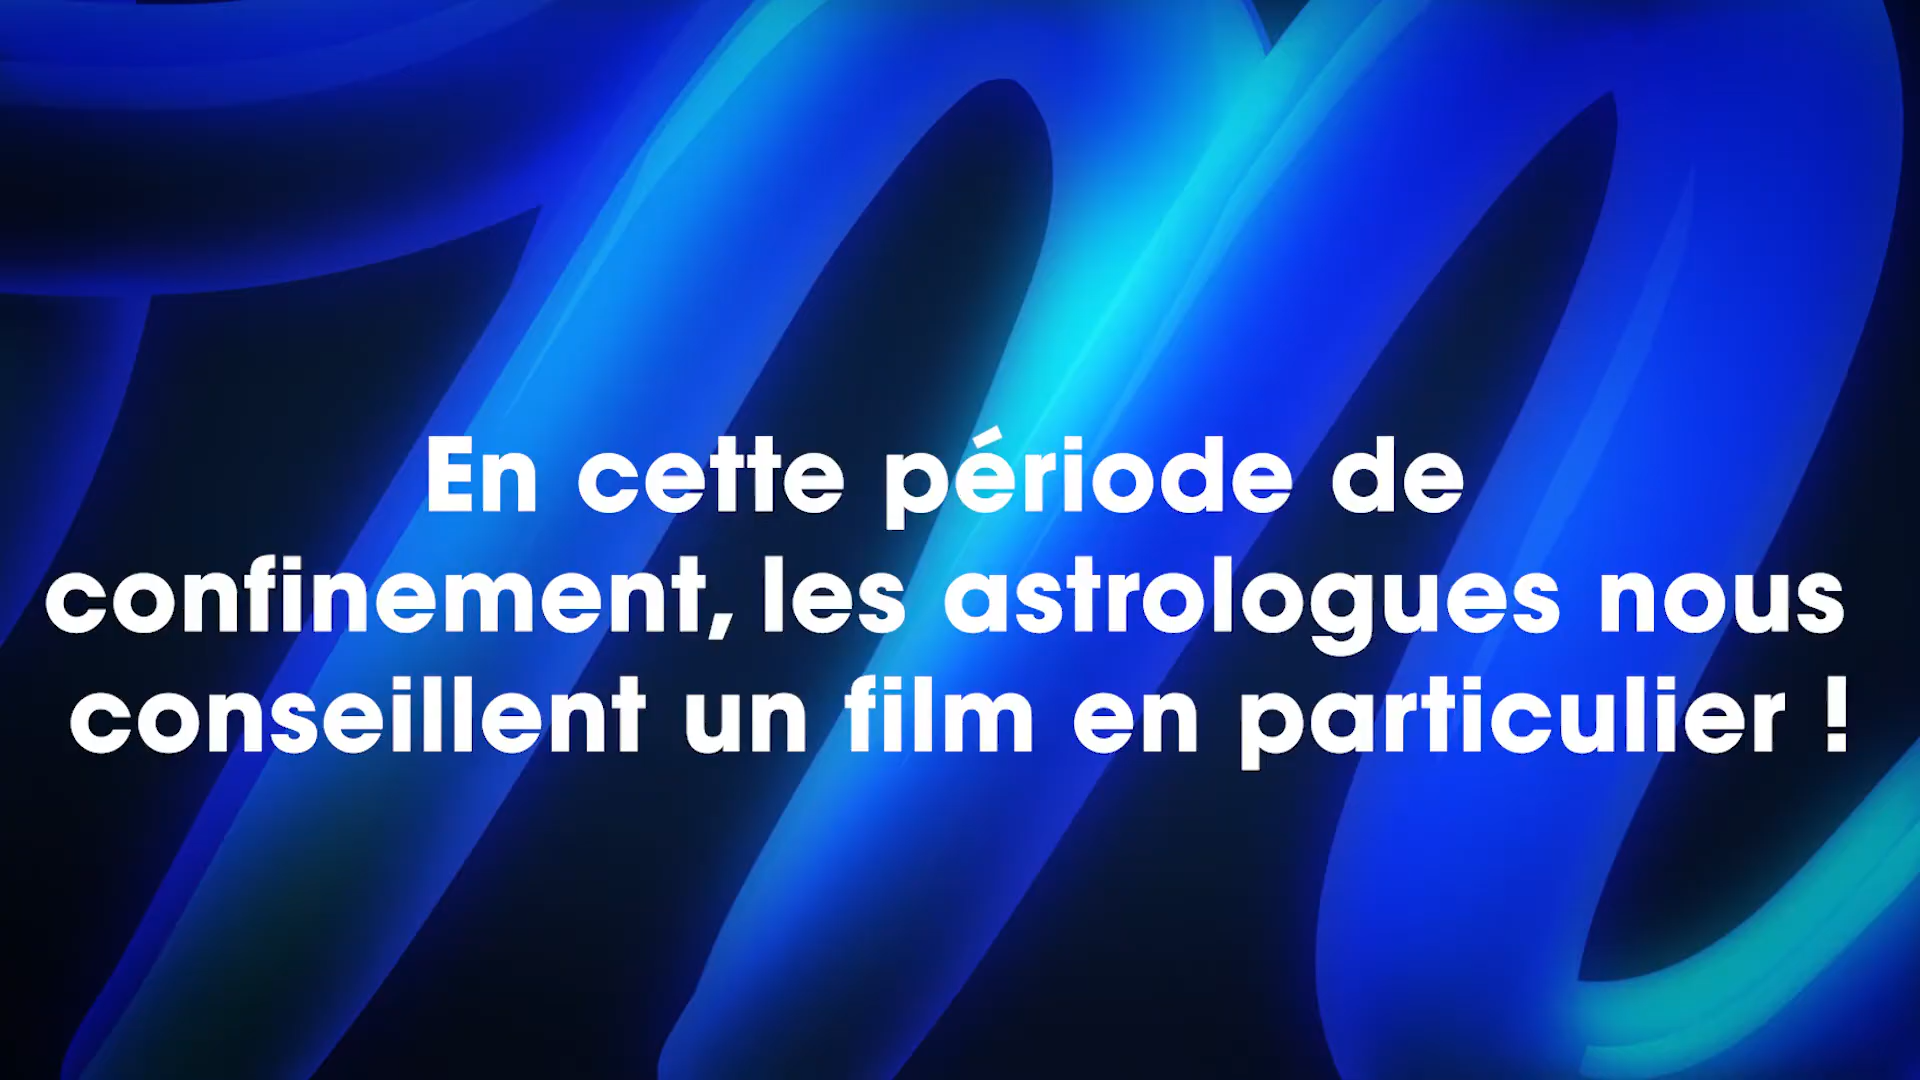 En cette période de
confinement, les astrologues nous
conseillent un film en particulier !